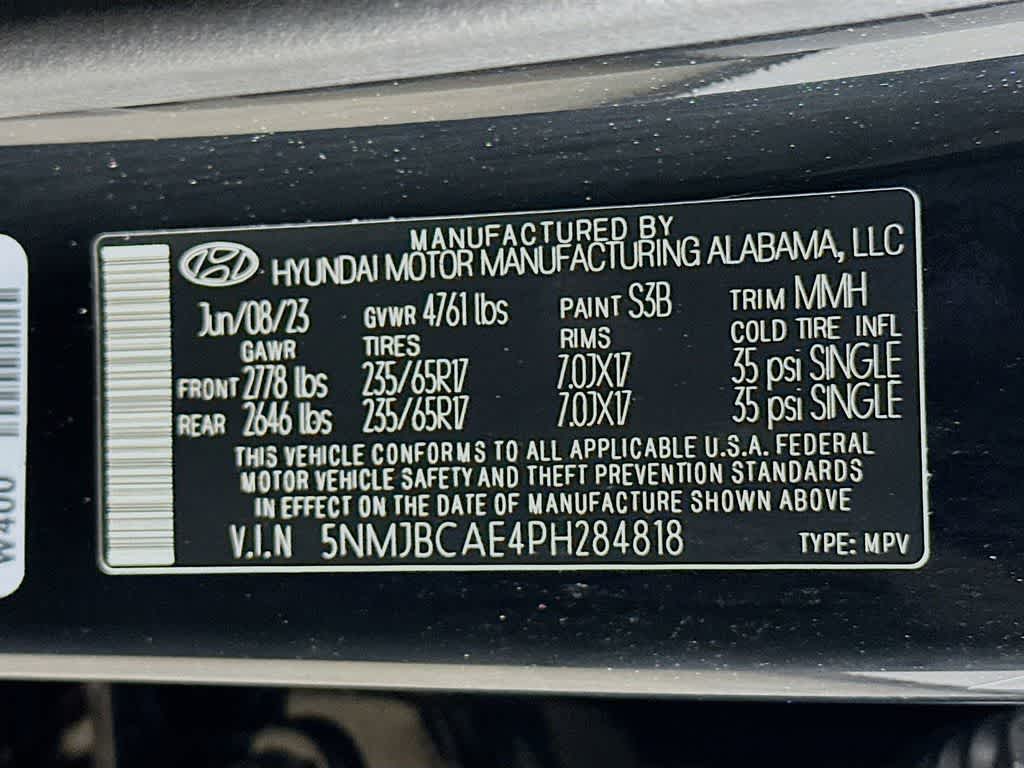 MANUFACTURED BY
HYUNDAI MOTOR MANUFACTURING ALABAMA, LLC
Jun/08/23 GVWR 4761 lbs PAINT S3B TRIM MMH
GAWR TIRES RIMS COLD TIRE INFL
FRONT 2778 lbs 235/65R17 7.0JX17 35 psi SINGLE
REAR 2646 lbs 235/65R17 7.0JX17 35 psi SINGLE
THIS VEHICLE CONFORMS TO ALL APPLICABLE U.S.A. FEDERAL
MOTOR VEHICLE SAFETY AND THEFT PREVENTION STANDARDS
IN EFFECT ON THE DATE OF MANUFACTURE SHOWN ABOVE
V.I.N 5NMJBCAE4PH284818 TYPE: MPV
W400